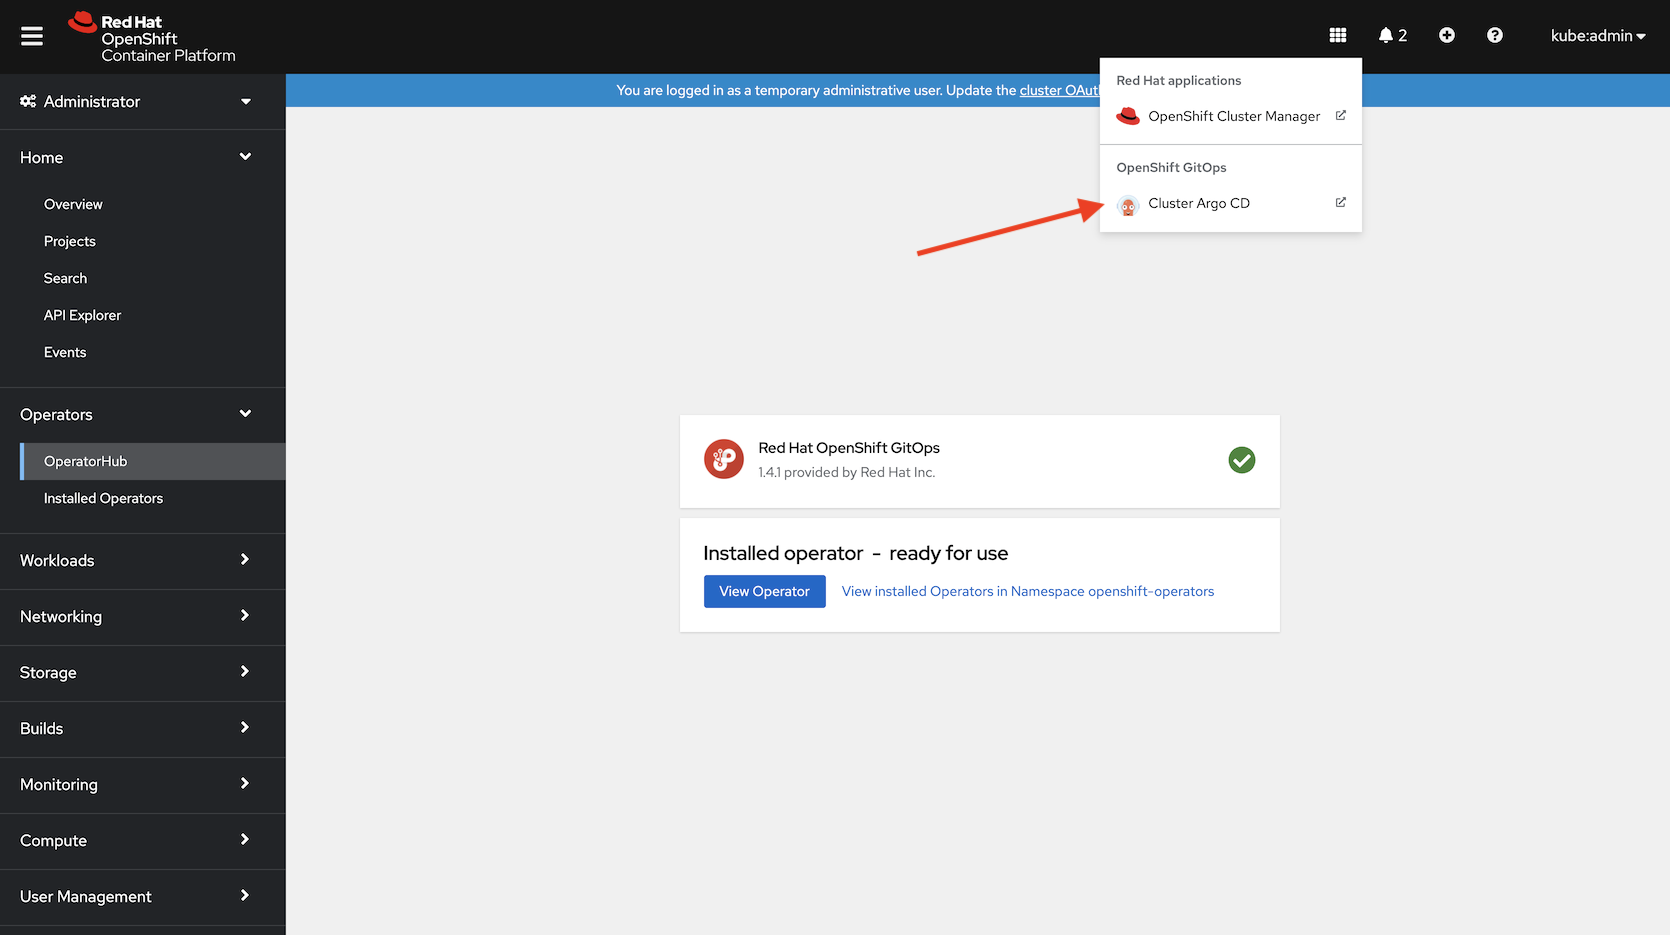 Red Hat
OpenShift
Container Platform
2
kube:admin
Administrator
Home
Overview
Projects
Search
API Explorer
Events
Operators
OperatorHub
Installed Operators
Workloads
Networking
Storage
Builds
Monitoring
Compute
User Management
You are logged in as a temporary administrative user. Update the cluster OAuth
Red Hat applications
OpenShift Cluster Manager
OpenShift GitOps
Cluster Argo CD
Red Hat OpenShift GitOps
1.4.1 provided by Red Hat Inc.
Installed operator - ready for use
View Operator
View installed Operators in Namespace openshift-operators